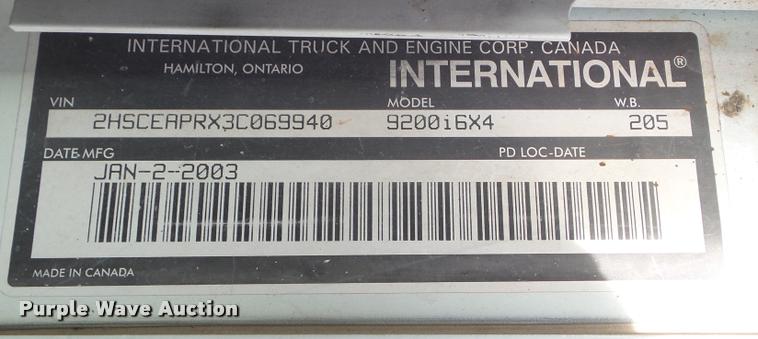 INTERNATIONAL TRUCK AND ENGINE CORP. CANADA
HAMILTON, ONTARIO INTERNATIONAL®
VIN MODEL W.B.
2HSCEAPRX3C069940 9200i6X4 205
DATE-MFG PD LOC-DATE
JAN-2-2003
MADE IN CANADA
Purple Wave Auction